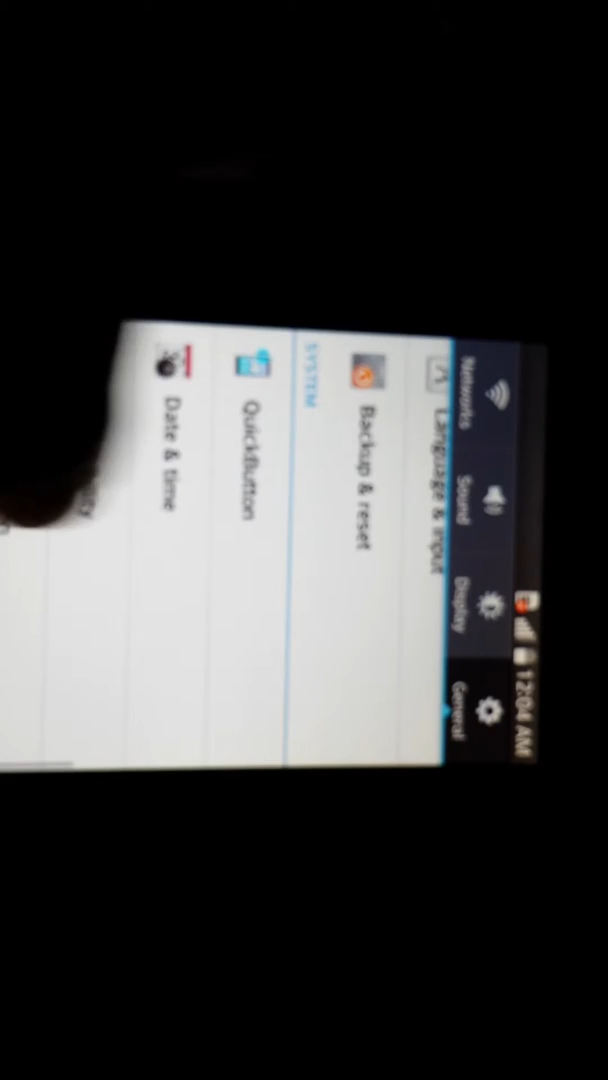 12:04 AM
Networks Sound Display General
Language & input
Backup & reset
SYSTEM
QuickButton
Date & time